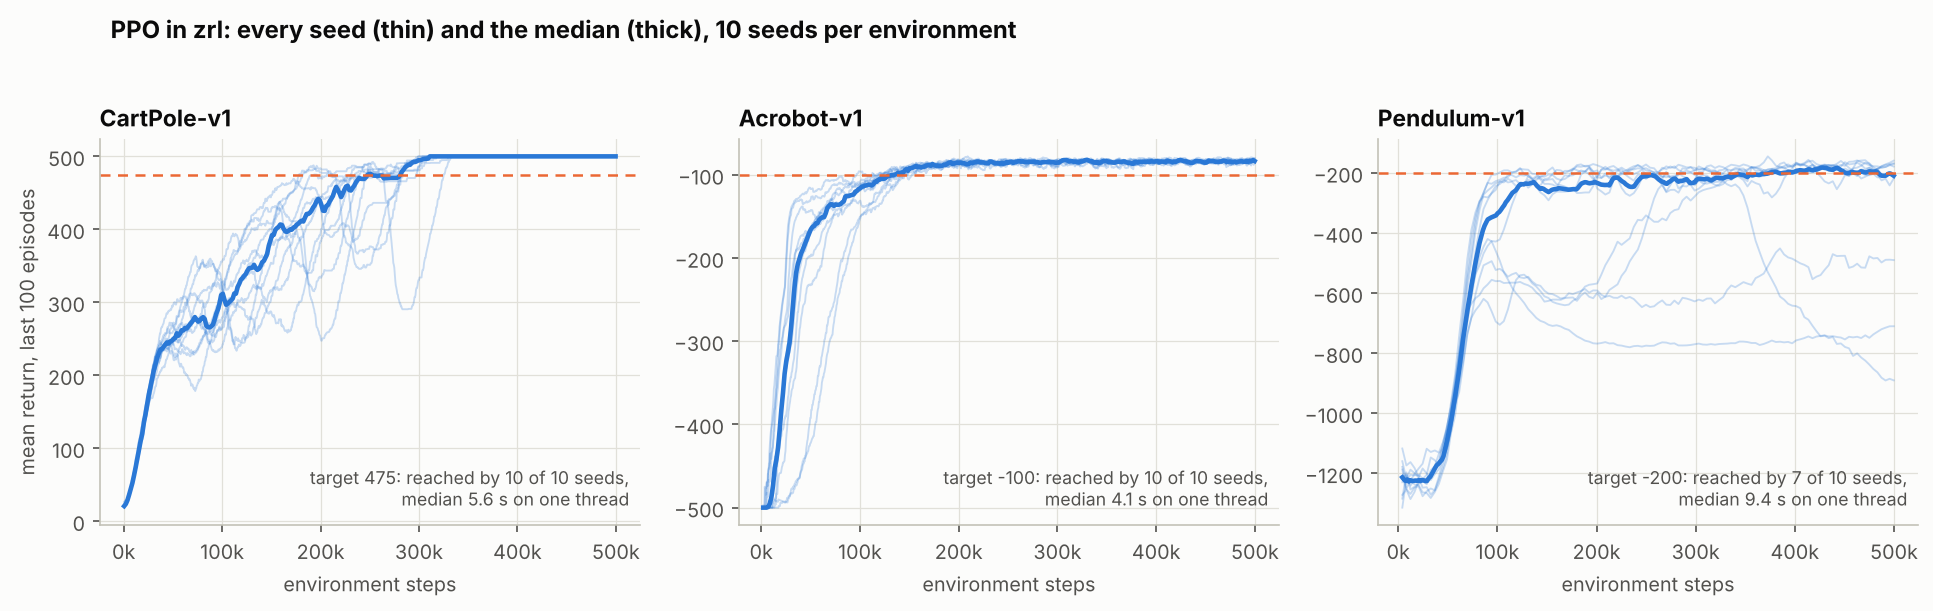 PPO in zrl: every seed (thin) and the median (thick), 10 seeds per environment
CartPole-v1
mean return, last 100 episodes
500
400
300
200
100
0
target 475: reached by 10 of 10 seeds,
median 5.6 s on one thread
0k 100k 200k 300k 400k 500k
environment steps
Acrobot-v1
−100
−200
−300
−400
−500
target -100: reached by 10 of 10 seeds,
median 4.1 s on one thread
0k 100k 200k 300k 400k 500k
environment steps
Pendulum-v1
−200
−400
−600
−800
−1000
−1200
target -200: reached by 7 of 10 seeds,
median 9.4 s on one thread
0k 100k 200k 300k 400k 500k
environment steps